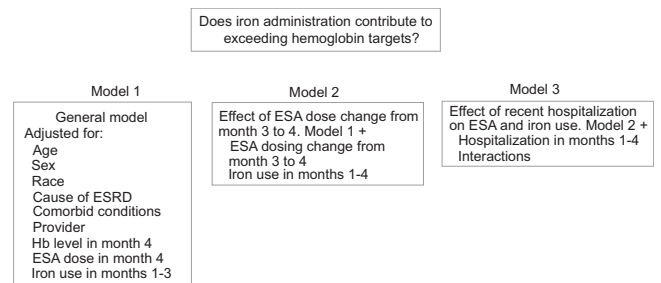 Does iron administration contribute to
exceeding hemoglobin targets?
Model 1
General model
Adjusted for:
Age
Sex
Race
Cause of ESRD
Comorbid conditions
Provider
Hb level in month 4
ESA dose in month 4
Iron use in months 1-3
Model 2
Effect of ESA dose change from
month 3 to 4. Model 1 +
ESA dosing change from
month 3 to 4
Iron use in months 1-4
Model 3
Effect of recent hospitalization
on ESA and iron use. Model 2 +
Hospitalization in months 1-4
Interactions